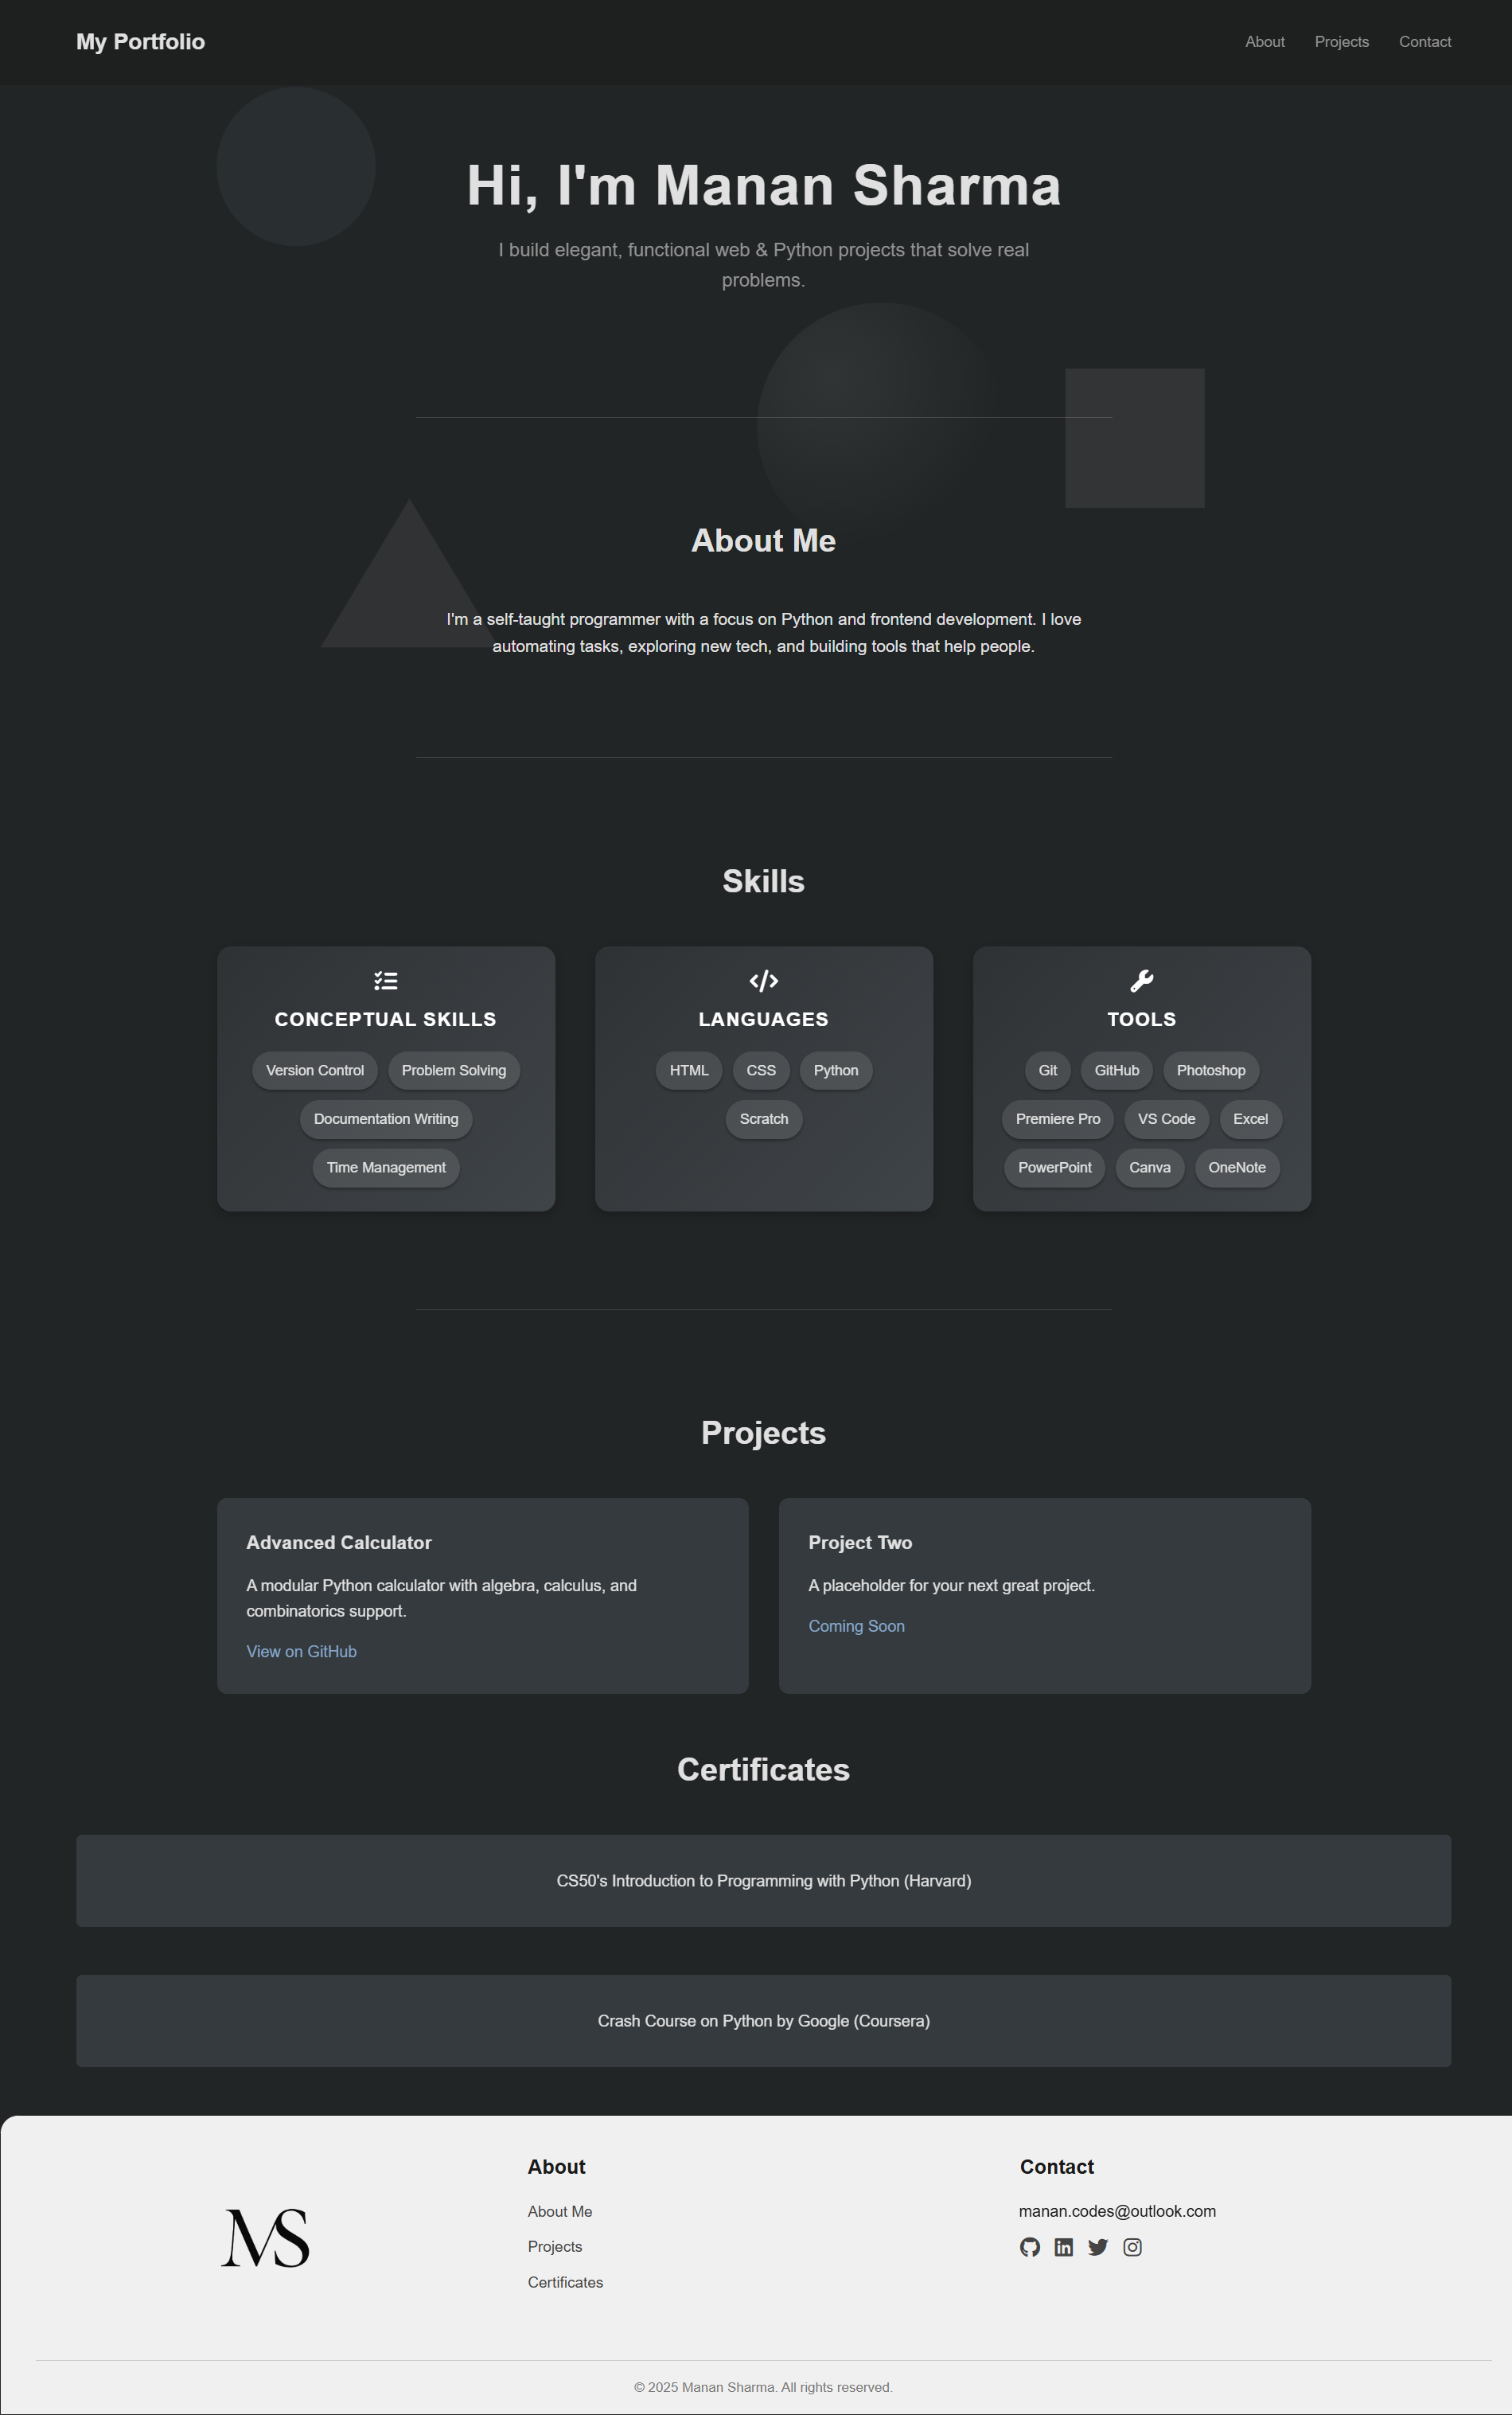 My Portfolio
About Projects Contact
Hi, I'm Manan Sharma
I build elegant, functional web & Python projects that solve real
problems.
About Me
I'm a self-taught programmer with a focus on Python and frontend development. I love
automating tasks, exploring new tech, and building tools that help people.
Skills
CONCEPTUAL SKILLS
Version Control Problem Solving
Documentation Writing
Time Management
LANGUAGES
HTML CSS Python
Scratch
TOOLS
Git GitHub Photoshop
Premiere Pro VS Code Excel
PowerPoint Canva OneNote
Projects
Advanced Calculator
A modular Python calculator with algebra, calculus, and
combinatorics support.
View on GitHub
Project Two
A placeholder for your next great project.
Coming Soon
Certificates
CS50's Introduction to Programming with Python (Harvard)
Crash Course on Python by Google (Coursera)
MS
About
About Me
Projects
Certificates
Contact
manan.codes@outlook.com
© 2025 Manan Sharma. All rights reserved.